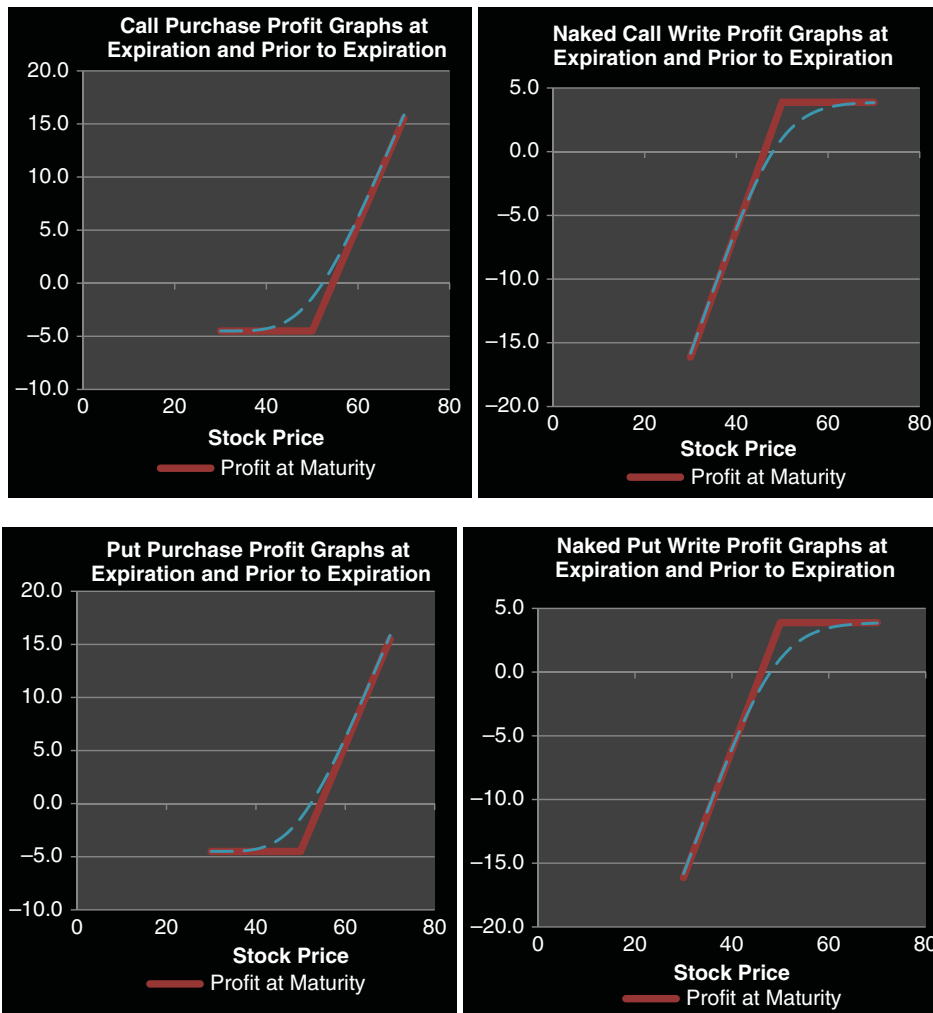 Call Purchase Profit Graphs at
Expiration and Prior to Expiration
20.0
15.0
10.0
5.0
0.0
–5.0
–10.0
0 20 40 60 80
Stock Price
Profit at Maturity
Naked Call Write Profit Graphs at
Expiration and Prior to Expiration
5.0
0.0
–5.0
–10.0
–15.0
–20.0
0 20 40 60 80
Stock Price
Profit at Maturity
Put Purchase Profit Graphs at
Expiration and Prior to Expiration
20.0
15.0
10.0
5.0
0.0
–5.0
–10.0
0 20 40 60 80
Stock Price
Profit at Maturity
Naked Put Write Profit Graphs at
Expiration and Prior to Expiration
5.0
0.0
–5.0
–10.0
–15.0
–20.0
0 20 40 60 80
Stock Price
Profit at Maturity